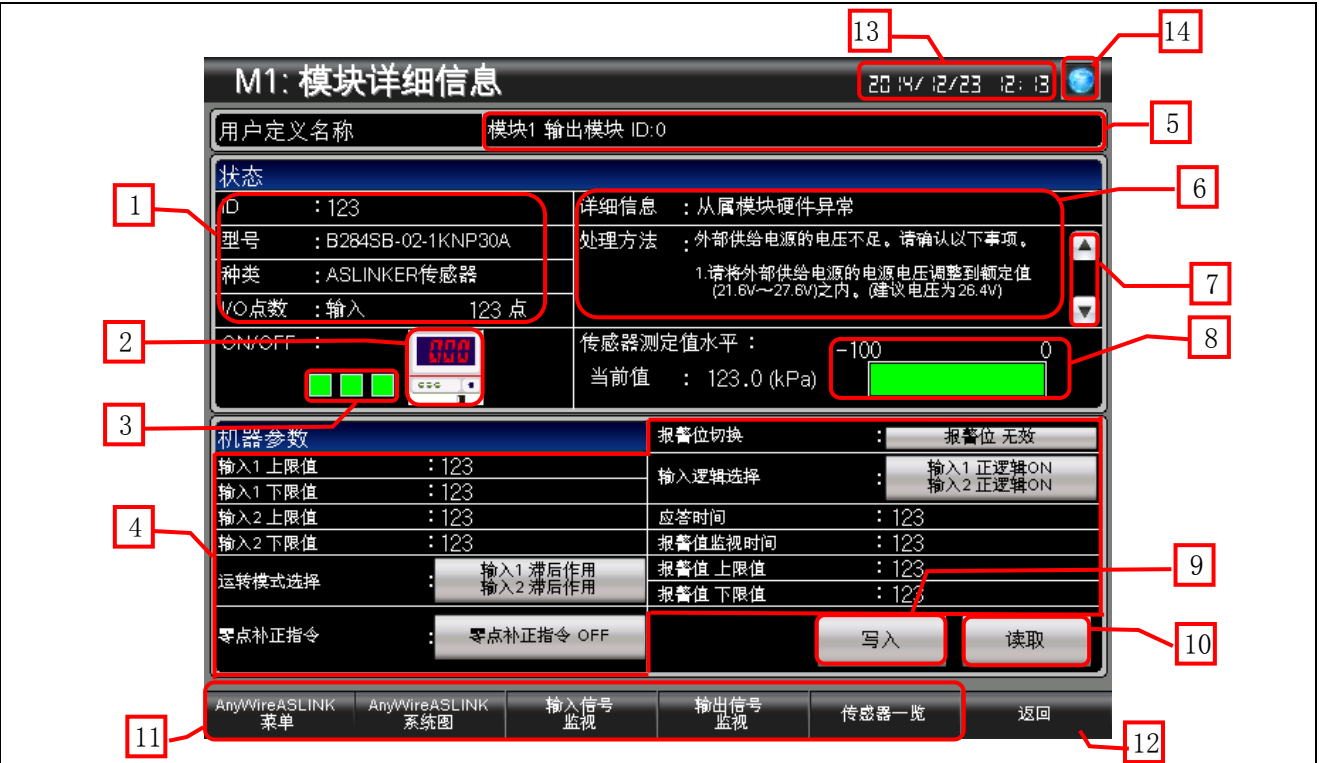 13
14
M1: 模块详细信息
2014/12/23 12:13
用户定义名称
模块1 输出模块 ID:0
5
状态
1
6
ID :123
详细信息 :从属模块硬件异常
型号 :B284SB-02-1KNP30A
处理方法 :外部供给电源的电压不足。请确认以下事项。
种类 :ASLINKER传感器
1.请将外部供给电源的电源电压调整到额定值
(21.6V～27.6V)之内。(建议电压为26.4V)
7
I/O点数 :输入 123 点
2
ON/OFF :
000
传感器测定值水平 :
-100 0
8
当前值 : 123.0 (kPa)
3
机器参数
报警位切换 : 报警位 无效
输入1 上限值 :123
输入逻辑选择 : 输入1 正逻辑ON
输入2 正逻辑ON
输入1 下限值 :123
4
输入2 上限值 :123
应答时间 : 123
输入2 下限值 :123
报警值监视时间 : 123
运转模式选择 : 输入1 滞后作用
输入2 滞后作用
报警值 上限值 : 123
9
报警值 下限值 : 123
零点补正指令 : 零点补正指令 OFF
写入
读取
10
AnyWireASLINK
菜单
AnyWireASLINK
系统图
输入信号
监视
输出信号
监视
传感器一览
返回
11
12